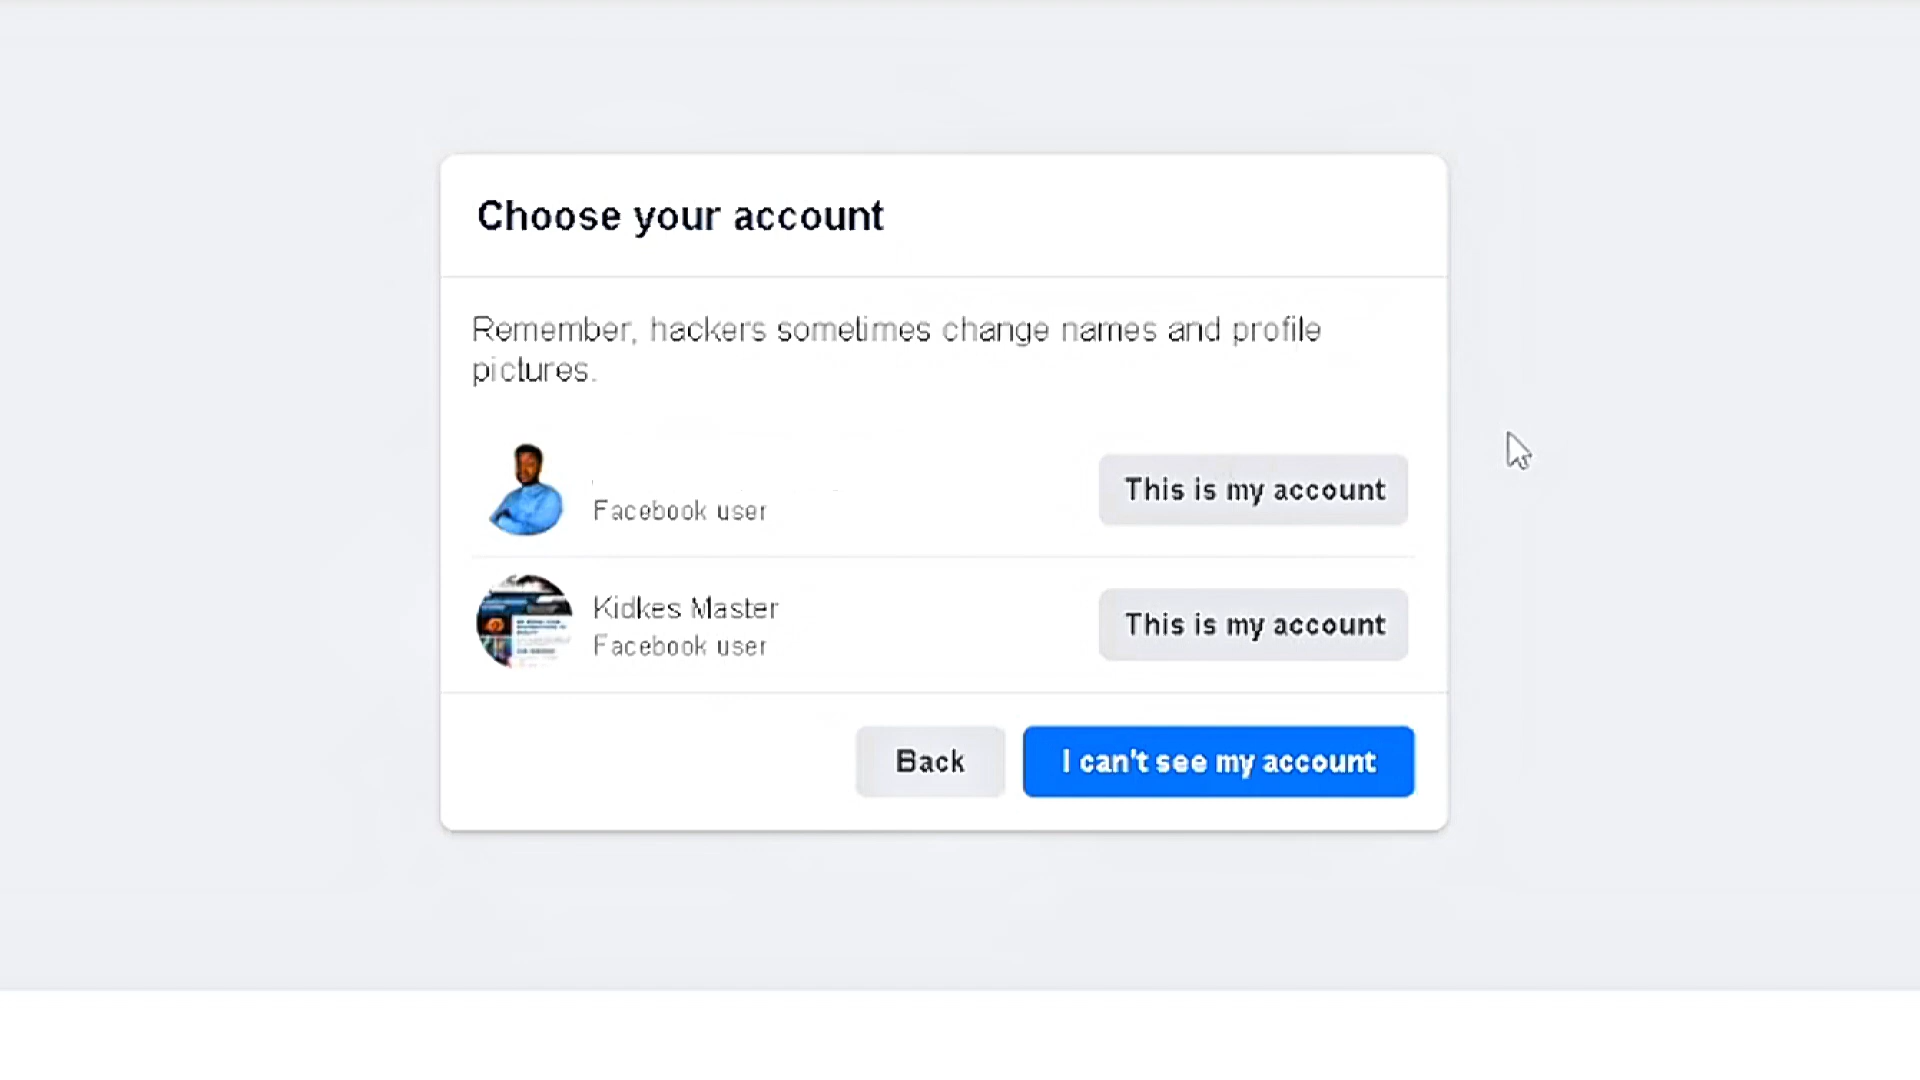 Choose your account
Remember, hackers sometimes change names and profile
pictures.
Facebook user
This is my account
Kidkes Master
Facebook user
This is my account
Back
I can't see my account